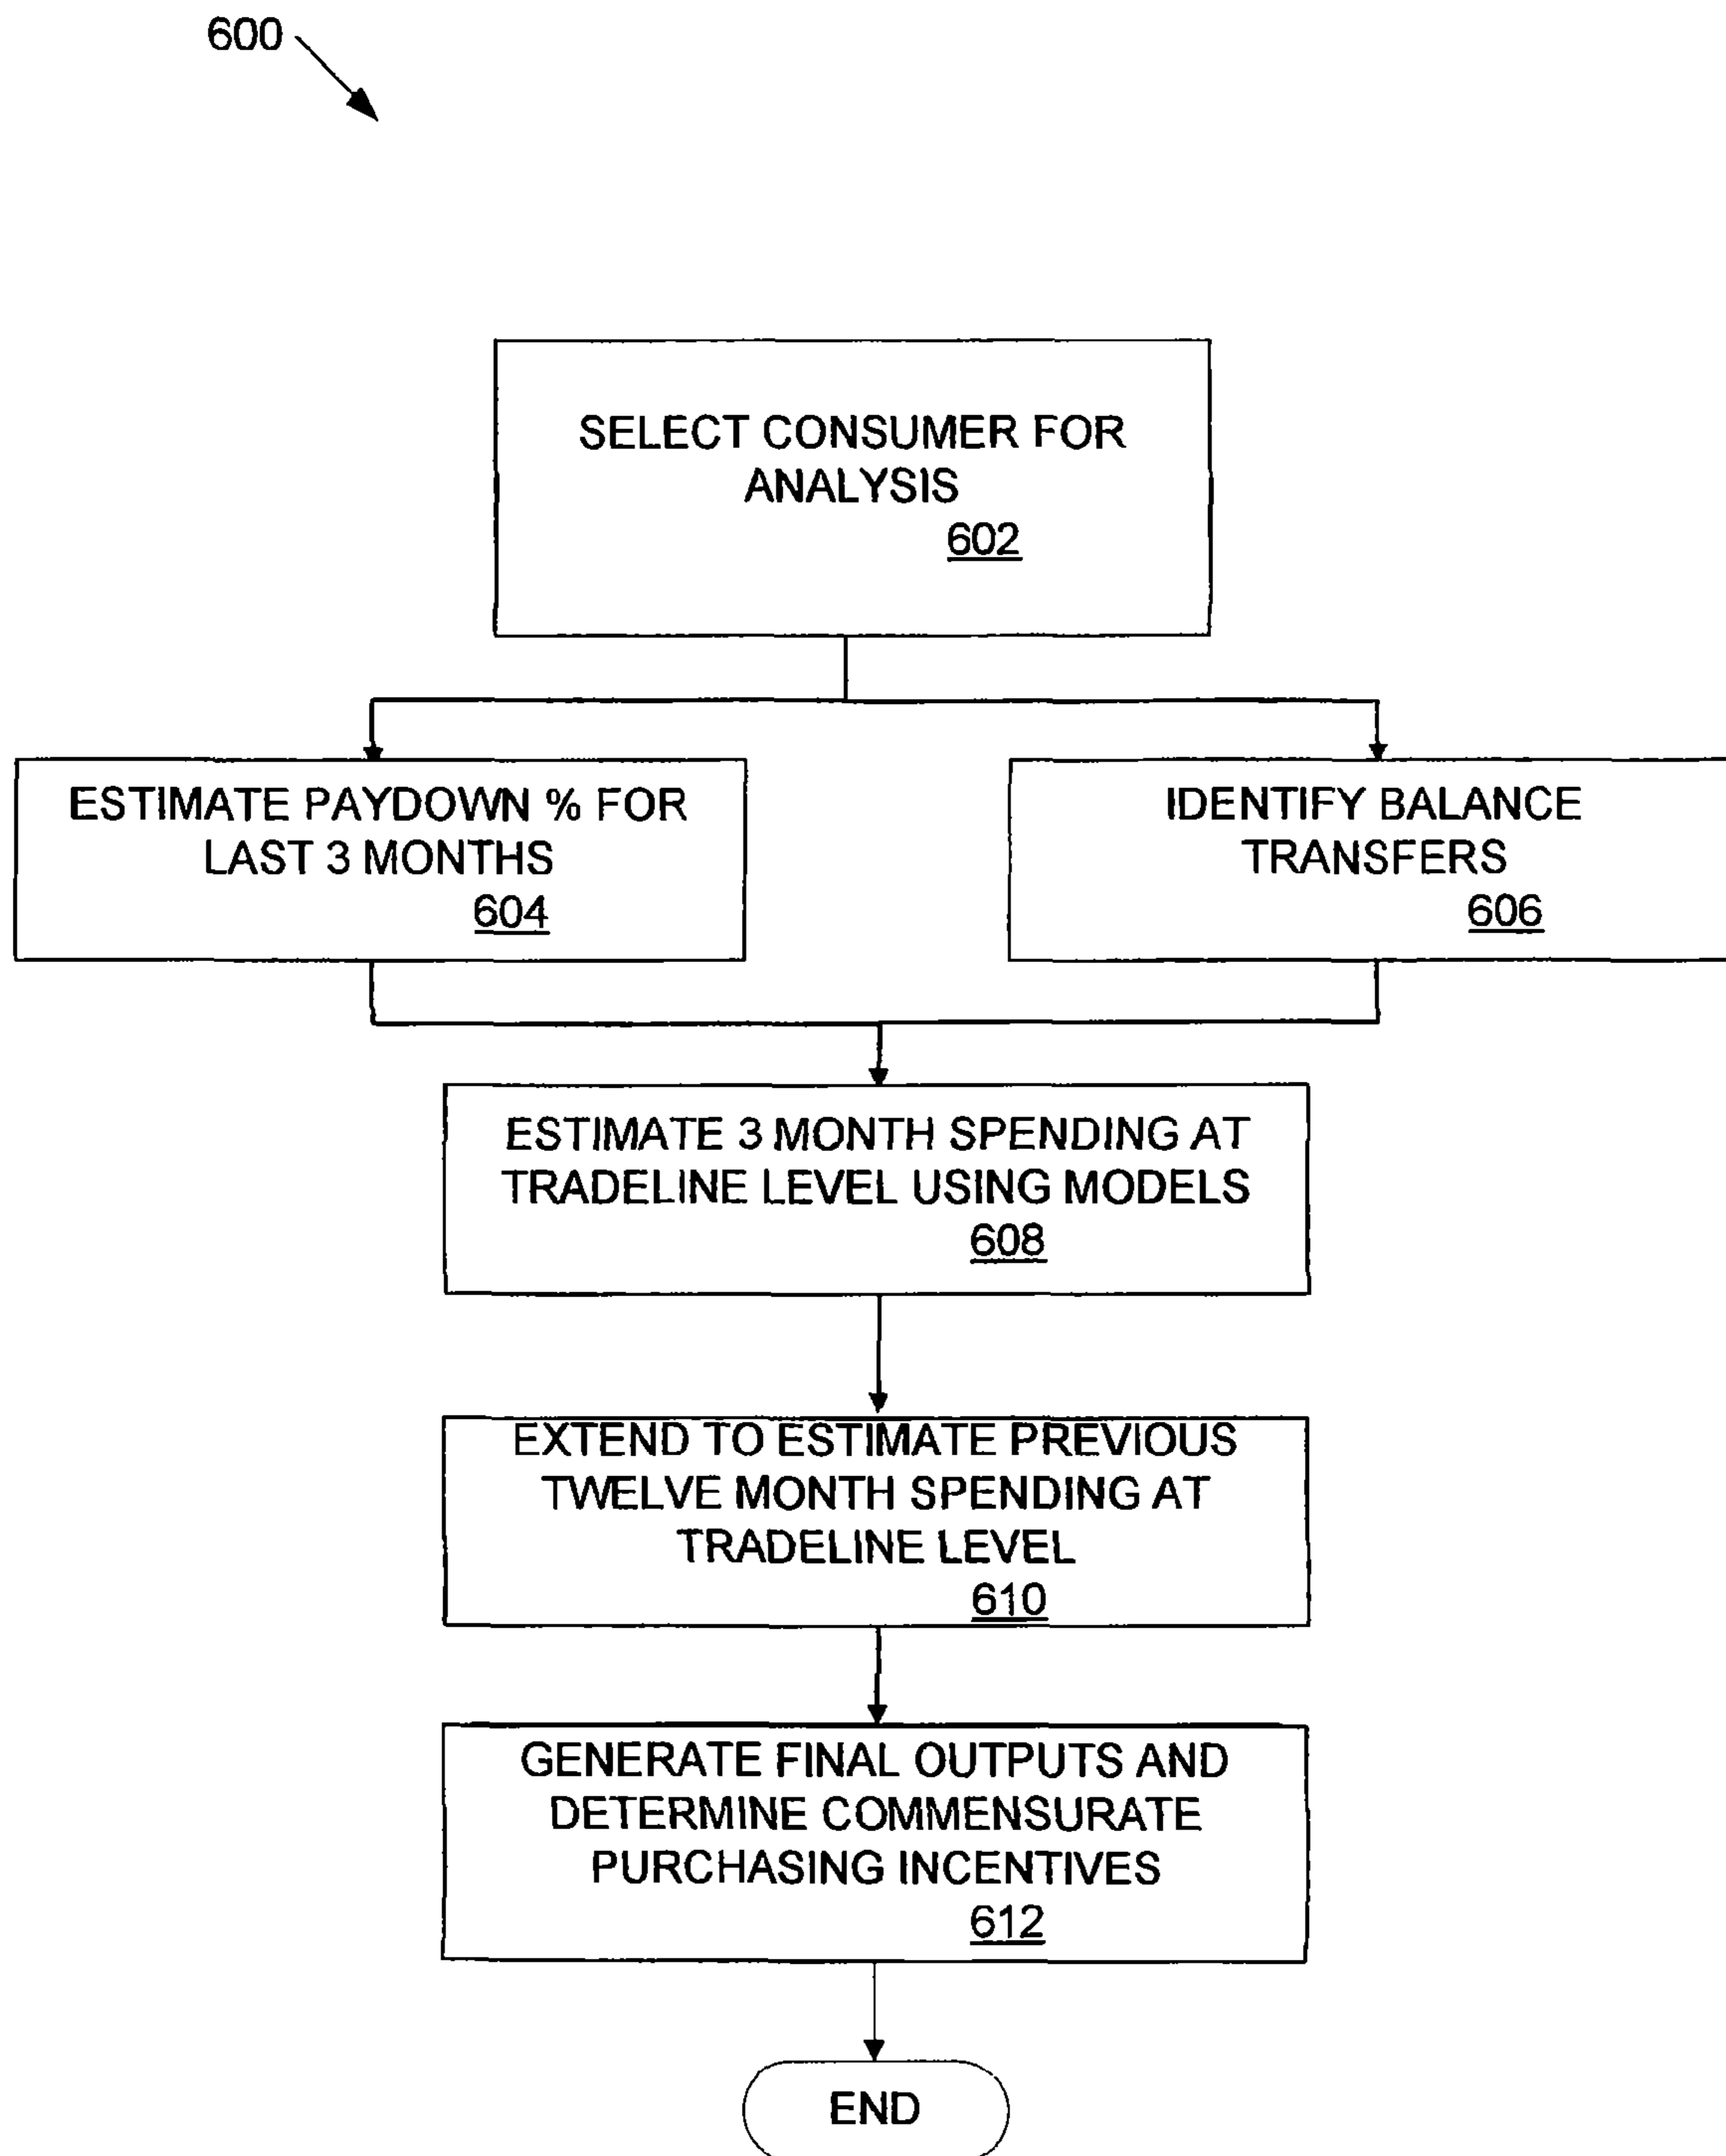 600
SELECT CONSUMER FOR
ANALYSIS
602
ESTIMATE PAYDOWN % FOR
LAST 3 MONTHS
604
IDENTIFY BALANCE
TRANSFERS
606
ESTIMATE 3 MONTH SPENDING AT
TRADELINE LEVEL USING MODELS
608
EXTEND TO ESTIMATE PREVIOUS
TWELVE MONTH SPENDING AT
TRADELINE LEVEL
610
GENERATE FINAL OUTPUTS AND
DETERMINE COMMENSURATE
PURCHASING INCENTIVES
612
END